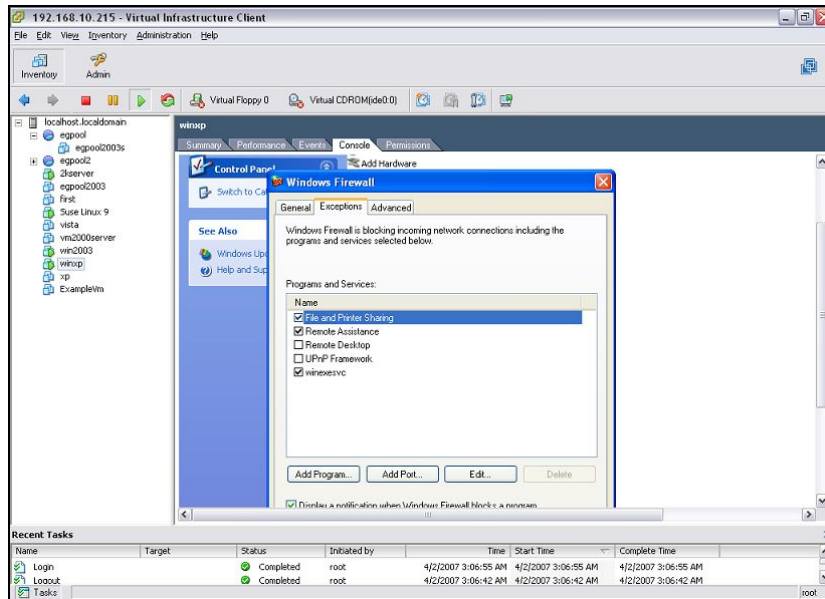 192.168.10.215 - Virtual Infrastructure Client
File Edit View Inventory Administration Help
Inventory Admin
Virtual Floppy 0 Virtual CDROM(ide0:0)
localhost.localdomain
egpool
egpool2003s
egpool2
2kserver
egpool2003
first
Suse Linux 9
vista
vm2000server
win2003
winxp
xp
ExampleVm
winxp
Summary Performance Events Console Permissions
Control Panel
Add Hardware
Switch to
See Also
Windows
Help and
Windows Firewall
General Exceptions Advanced
Windows Firewall is blocking incoming network connections including the
programs and services selected below.
Programs and Services:
Name
File and Printer Sharing
Remote Assistance
Remote Desktop
UPnP Framework
winexesvc
Add Program... Add Port... Edit... Delete
Display a notification when Windows Firewall blocks a program
Recent Tasks
Name Target Status Initiated by Time Start Time Complete Time
Login Completed root 4/2/2007 3:06:55 AM 4/2/2007 3:06:55 AM 4/2/2007 3:06:55 AM
Logout Completed root 4/2/2007 3:06:42 AM 4/2/2007 3:06:42 AM 4/2/2007 3:06:42 AM
Tasks root